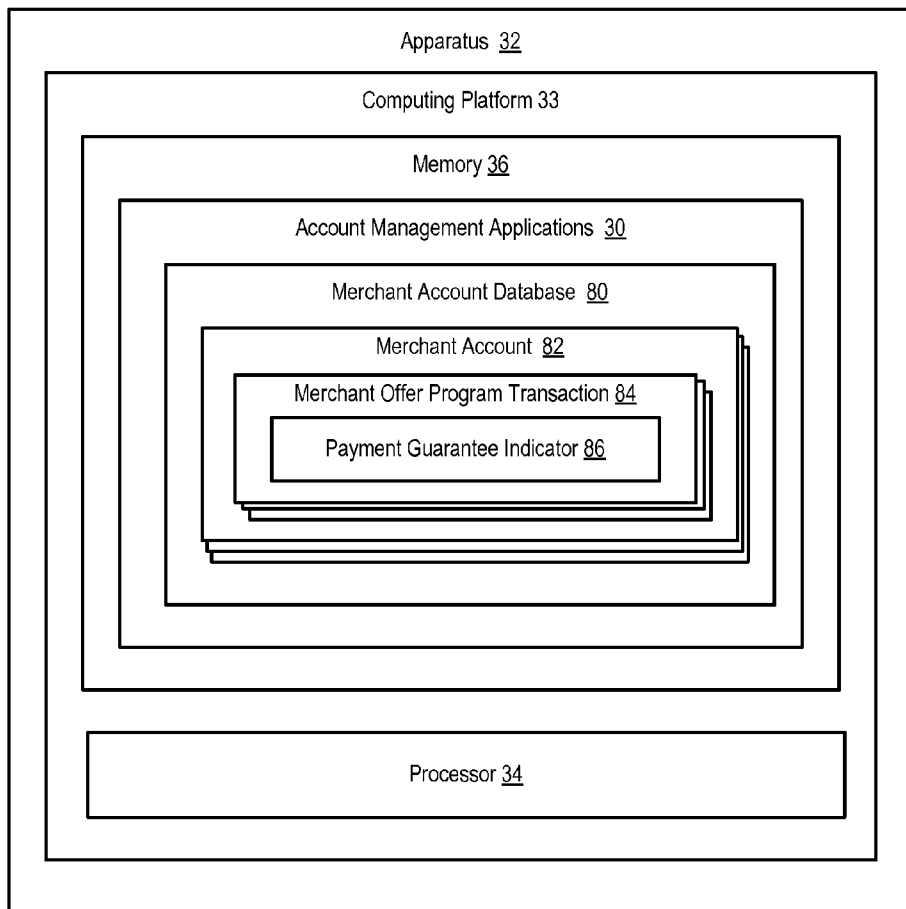 Apparatus 32
Computing Platform 33
Memory 36
Account Management Applications 30
Merchant Account Database 80
Merchant Account 82
Merchant Offer Program Transaction 84
Payment Guarantee Indicator 86
Processor 34